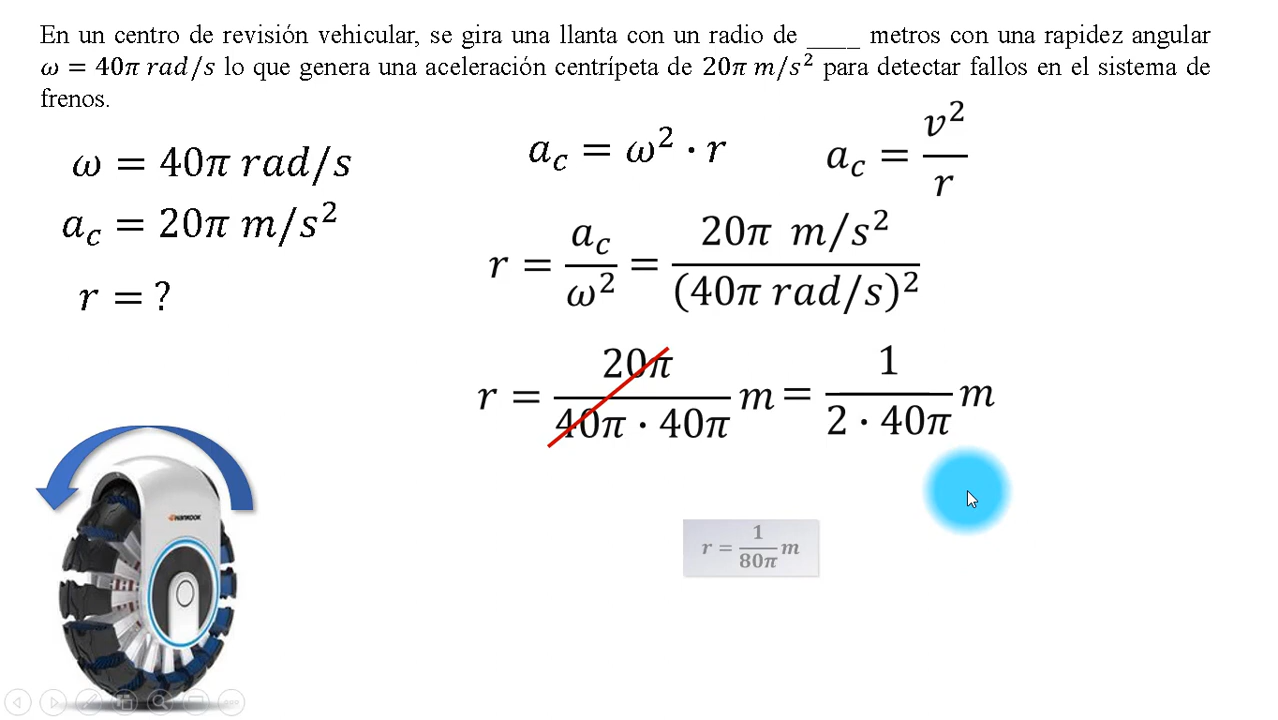 En un centro de revisión vehicular, se gira una llanta con un radio de ____ metros con una rapidez angular
ω = 40π rad/s lo que genera una aceleración centrípeta de 20π m/s² para detectar fallos en el sistema de
frenos.
ω = 40π rad/s
a_c = 20π m/s²
r = ?
a_c = ω² · r
a_c = v²/r
r = a_c/ω² = 20π m/s²/(40π rad/s)²
r = 20π/40π · 40π m = 1/2 · 40π m
r = 1/80π m
HANKOOK